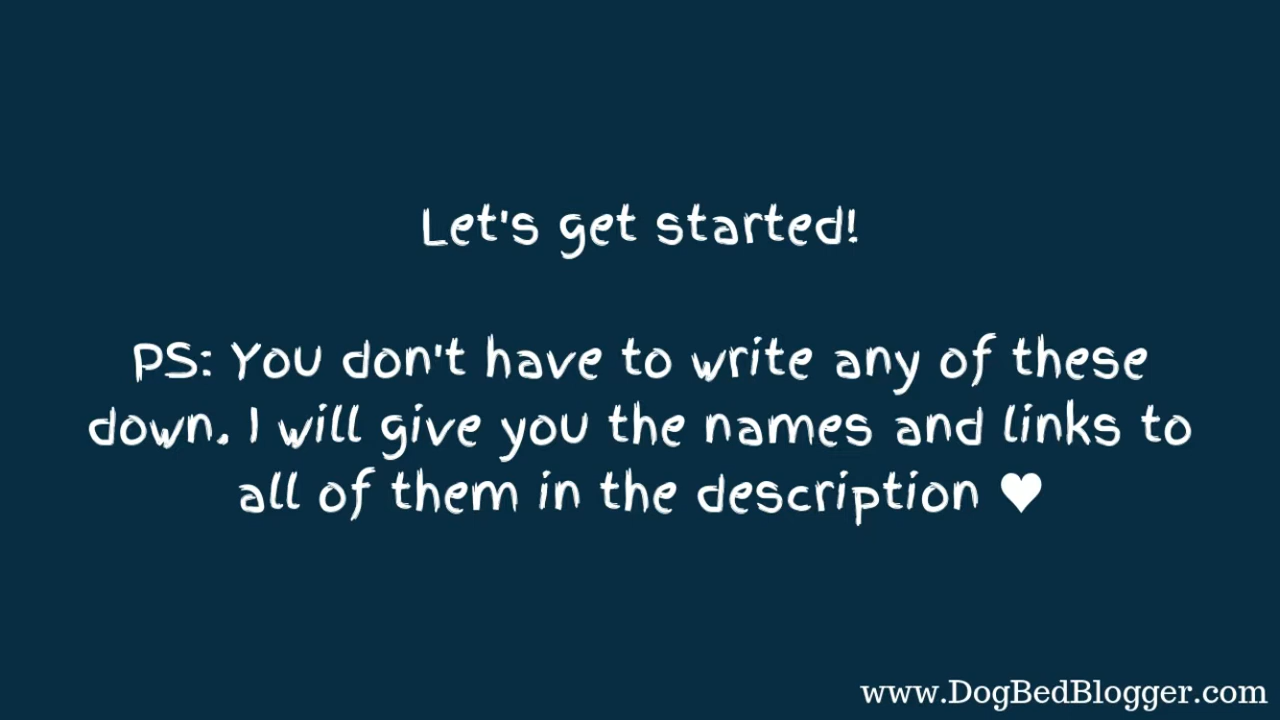 Let's get started!
PS: You don't have to write any of these
down. I will give you the names and links to
all of them in the description ♥
www.DogBedBlogger.com